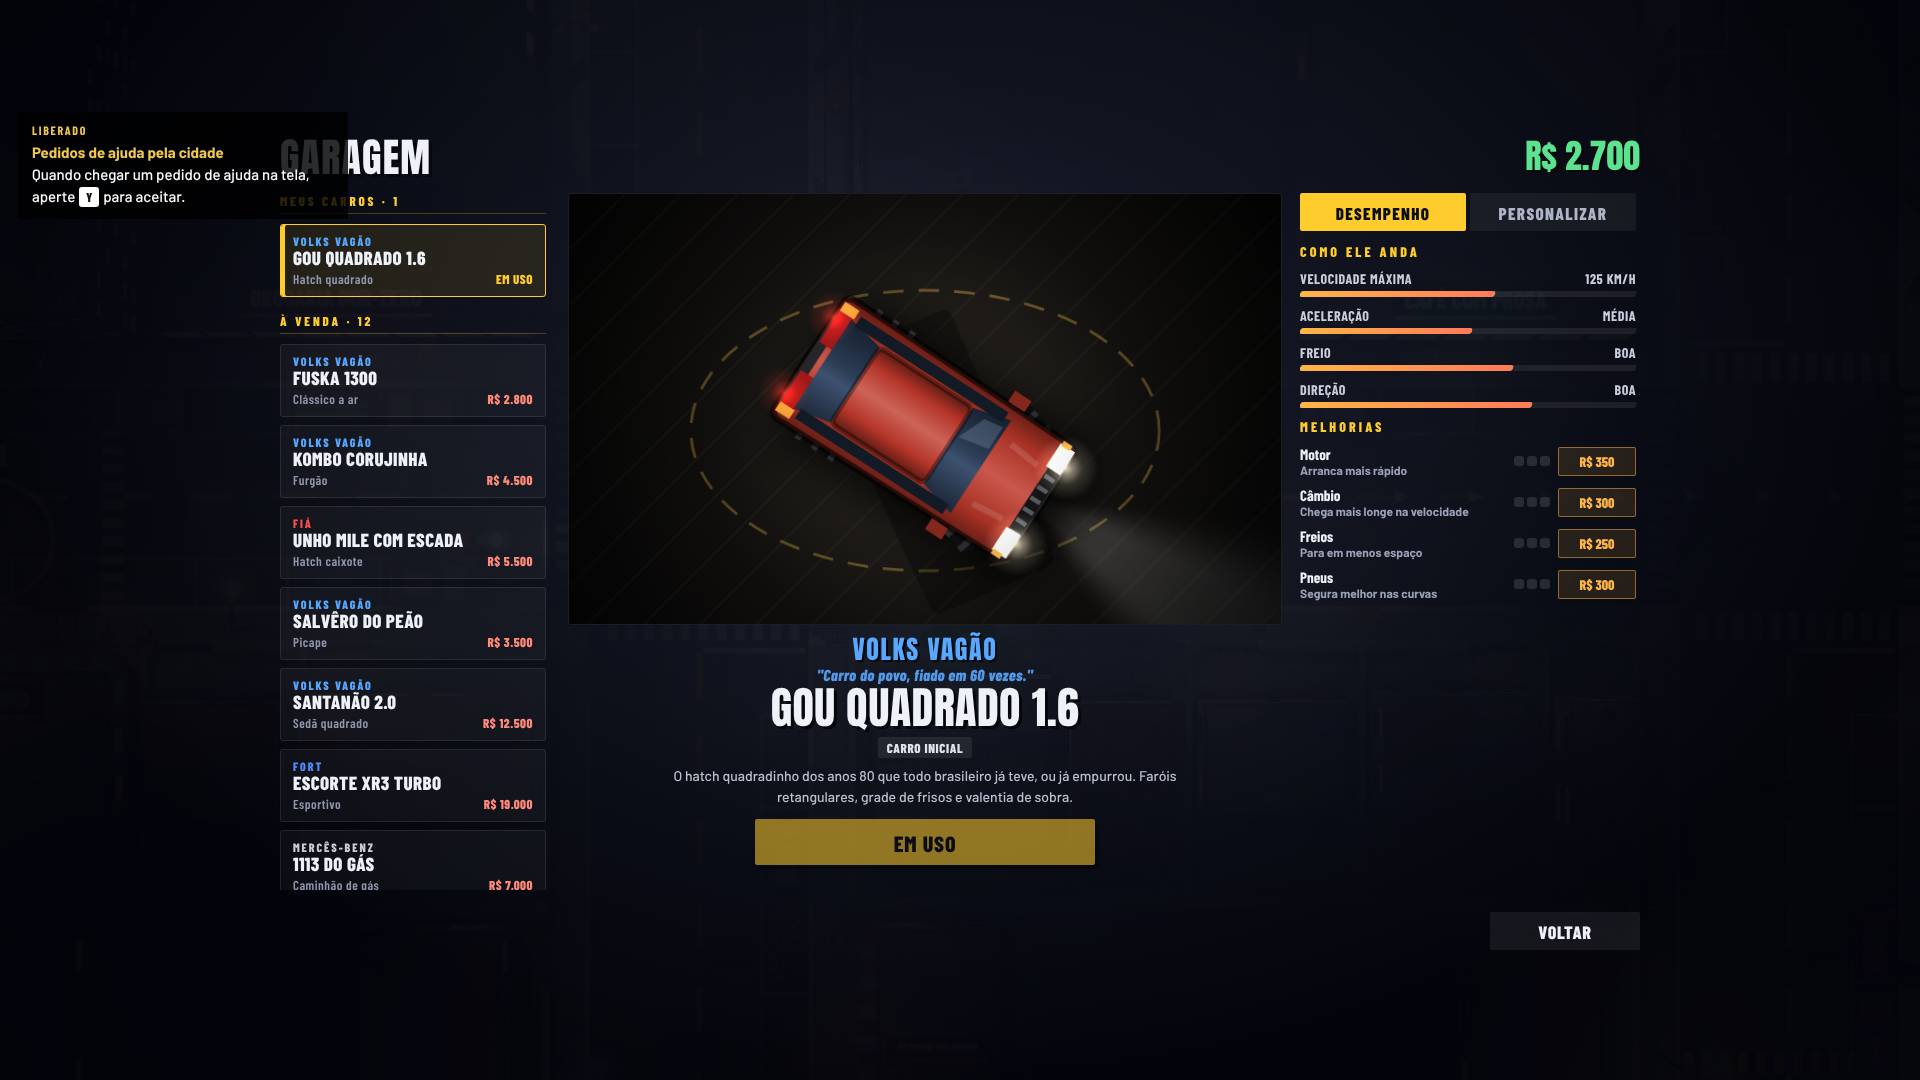 LIBERADO
Pedidos de ajuda pela cidade
Quando chegar um pedido de ajuda na tela,
aperte Y para aceitar.
GARAGEM
R$ 2.700
MEUS CARROS · 1
VOLKS VAGÃO
GOU QUADRADO 1.6
Hatch quadrado
EM USO
À VENDA · 12
VOLKS VAGÃO
FUSKA 1300
Clássico a ar
R$ 2.800
VOLKS VAGÃO
KOMBO CORUJINHA
Furgão
R$ 4.500
FIÁ
UNHO MILE COM ESCADA
Hatch caixote
R$ 5.500
VOLKS VAGÃO
SALVÊRO DO PEÃO
Picape
R$ 3.500
VOLKS VAGÃO
SANTANÃO 2.0
Sedã quadrado
R$ 12.500
FORT
ESCORTE XR3 TURBO
Esportivo
R$ 19.000
MERCÊS-BENZ
1113 DO GÁS
Caminhão de gás
R$ 7.000
VOLKS VAGÃO
"Carro do povo, fiado em 60 vezes."
GOU QUADRADO 1.6
CARRO INICIAL
O hatch quadradinho dos anos 80 que todo brasileiro já teve, ou já empurrou. Faróis
retangulares, grade de frisos e valentia de sobra.
EM USO
DESEMPENHO
PERSONALIZAR
COMO ELE ANDA
VELOCIDADE MÁXIMA
125 KM/H
ACELERAÇÃO
MÉDIA
FREIO
BOA
DIREÇÃO
BOA
MELHORIAS
Motor
Arranca mais rápido
R$ 350
Câmbio
Chega mais longe na velocidade
R$ 300
Freios
Para em menos espaço
R$ 250
Pneus
Segura melhor nas curvas
R$ 300
VOLTAR